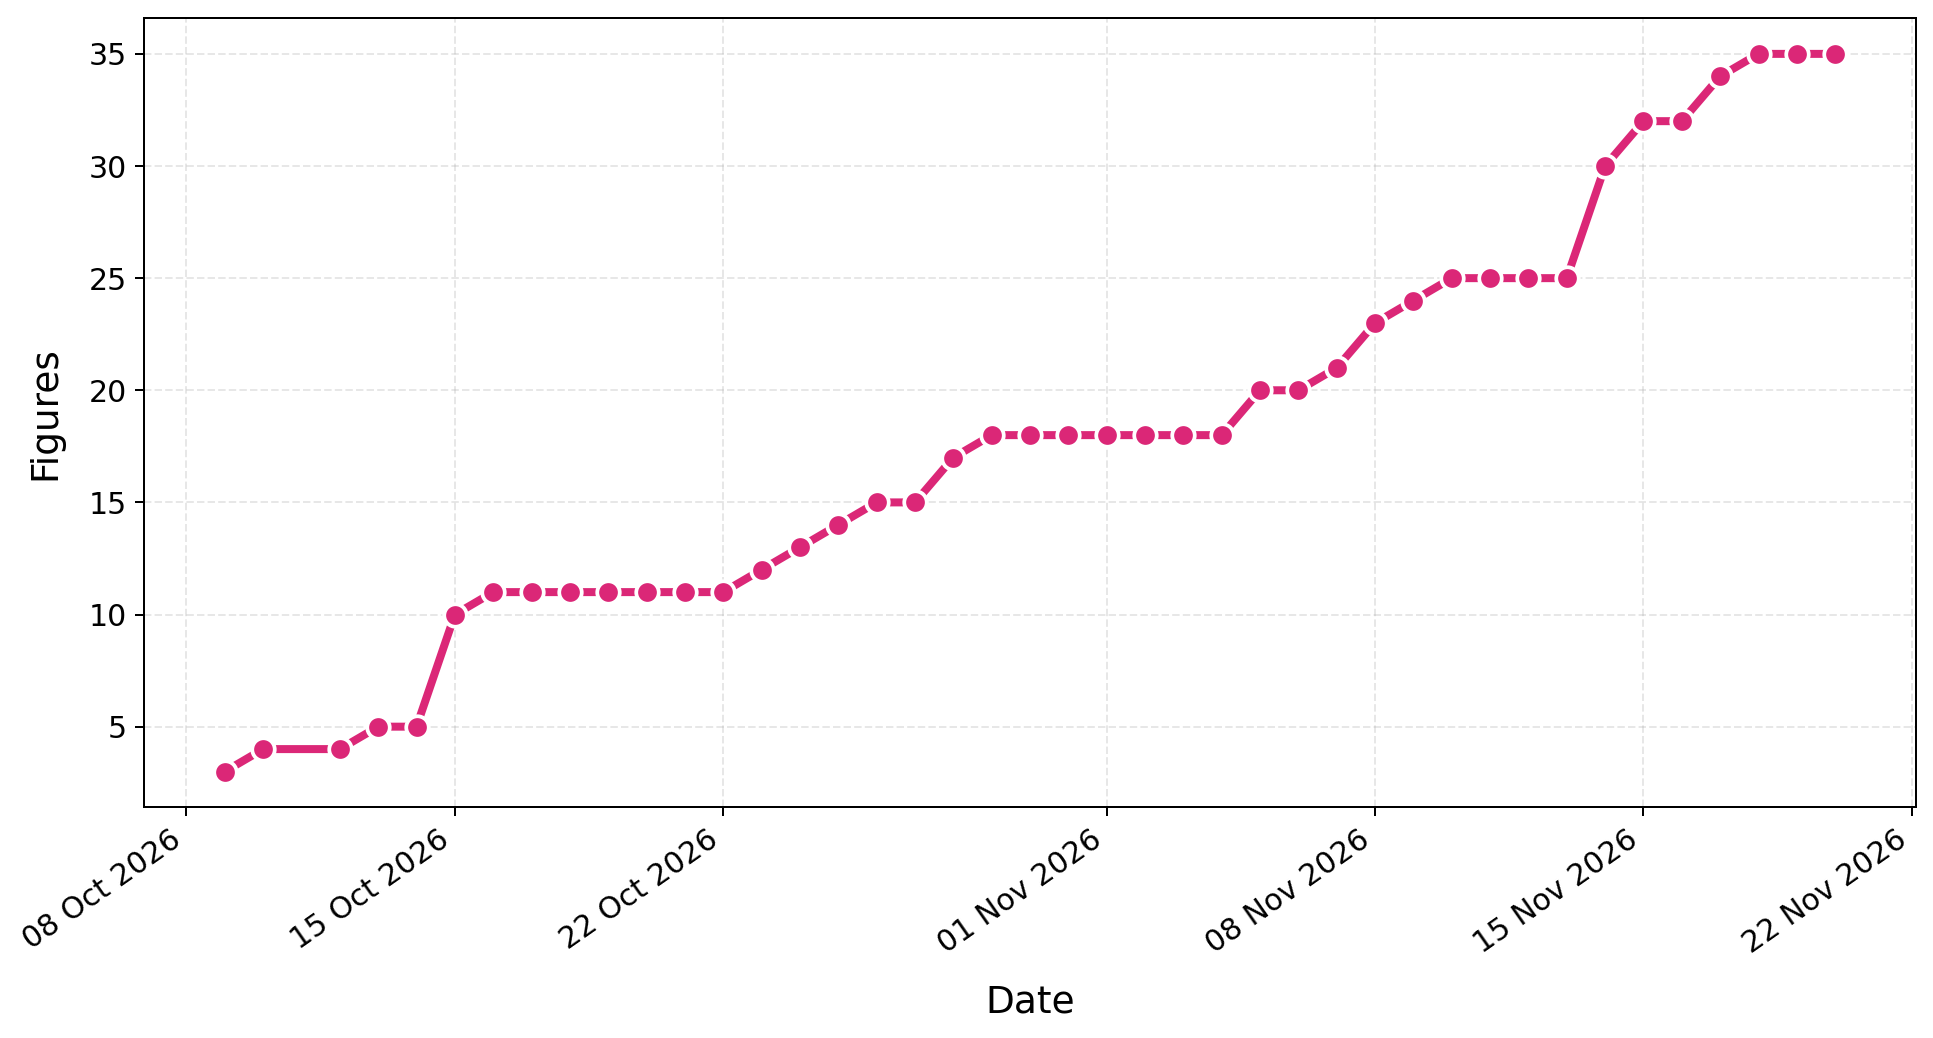 35
30
25
20
15
10
5
Figures
08 Oct 2026
15 Oct 2026
22 Oct 2026
01 Nov 2026
08 Nov 2026
15 Nov 2026
22 Nov 2026
Date